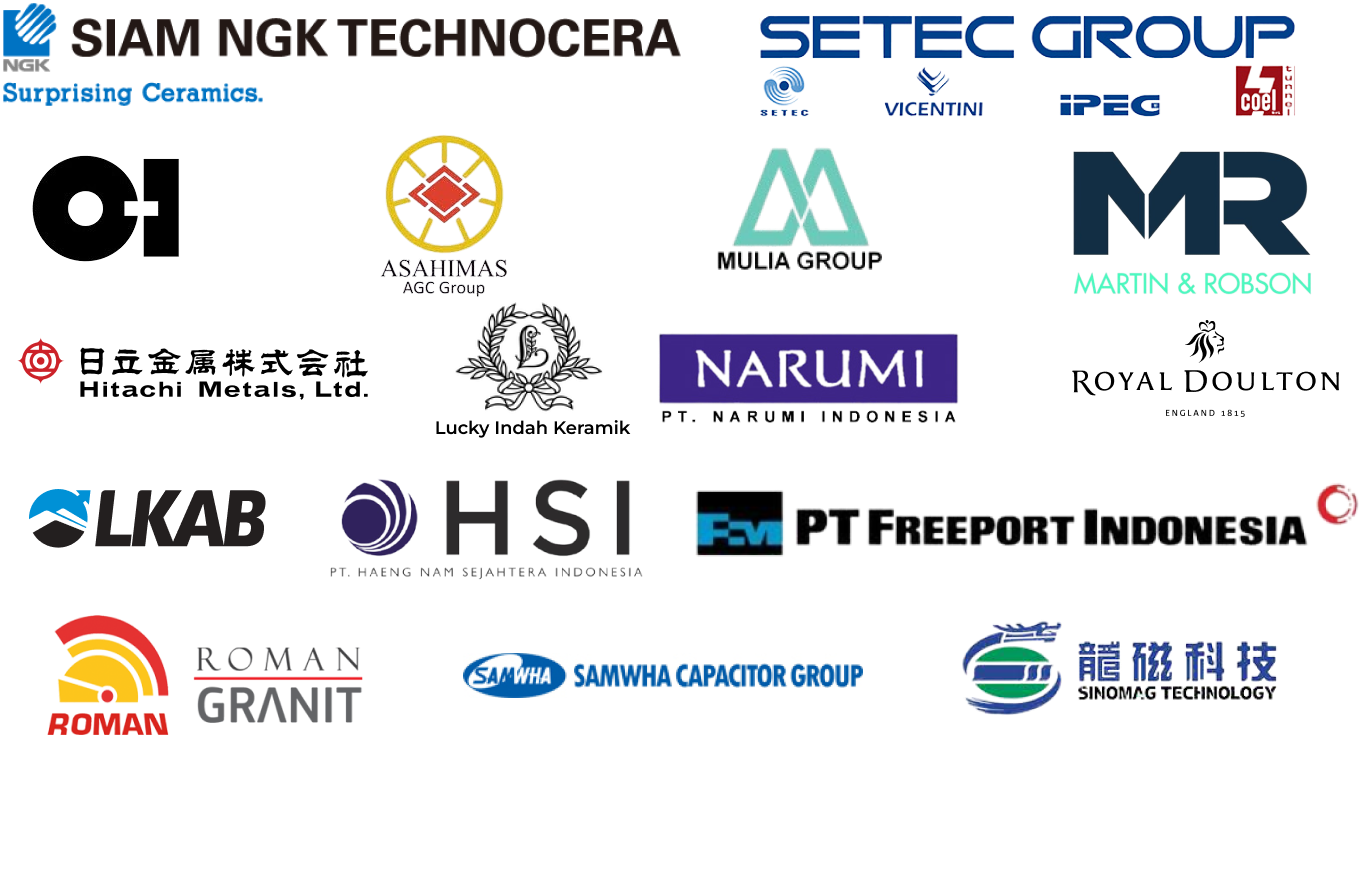 NGK
SIAM NGK TECHNOCERA
Surprising Ceramics.
SETEC GROUP
SETEC
VICENTINI
iPEG
coel
tunnel
OI
ASAHIMAS
AGC Group
MULIA GROUP
MR
MARTIN & ROBSON
日立金属株式会社
Hitachi Metals, Ltd.
L
Lucky Indah Keramik
NARUMI
PT. NARUMI INDONESIA
ROYAL DOULTON
ENGLAND 1815
LKAB
HSI
PT. HAENG NAM SEJAHTERA INDONESIA
FM
PT FREEPORT INDONESIA
ROMAN
ROMAN
GRANIT
SAMWHA
SAMWHA CAPACITOR GROUP
龍磁科技
SINOMAG TECHNOLOGY